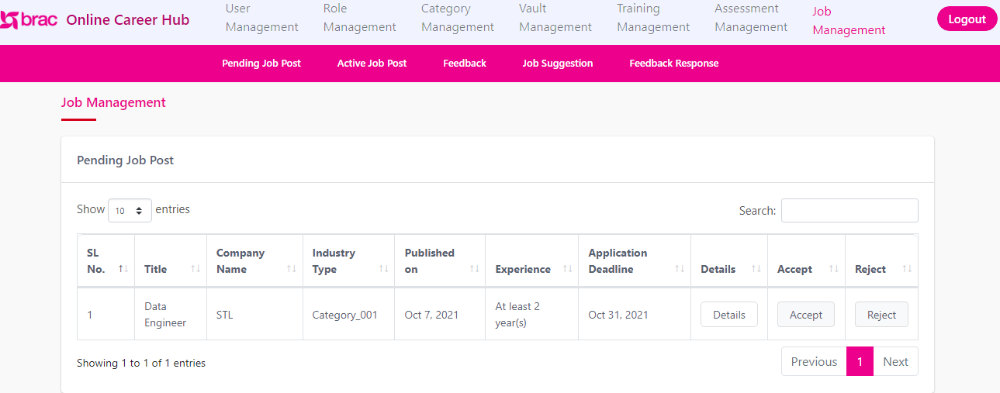 brac Online Career Hub
User Management
Role Management
Category Management
Vault Management
Training Management
Assessment Management
Job Management
Logout
Pending Job Post Active Job Post Feedback Job Suggestion Feedback Response
Job Management
Pending Job Post
Show 10 entries
Search:
SL No.
Title
Company Name
Industry Type
Published on
Experience
Application Deadline
Details
Accept
Reject
1
Data Engineer
STL
Category_001
Oct 7, 2021
At least 2 year(s)
Oct 31, 2021
Details
Accept
Reject
Showing 1 to 1 of 1 entries
Previous 1 Next